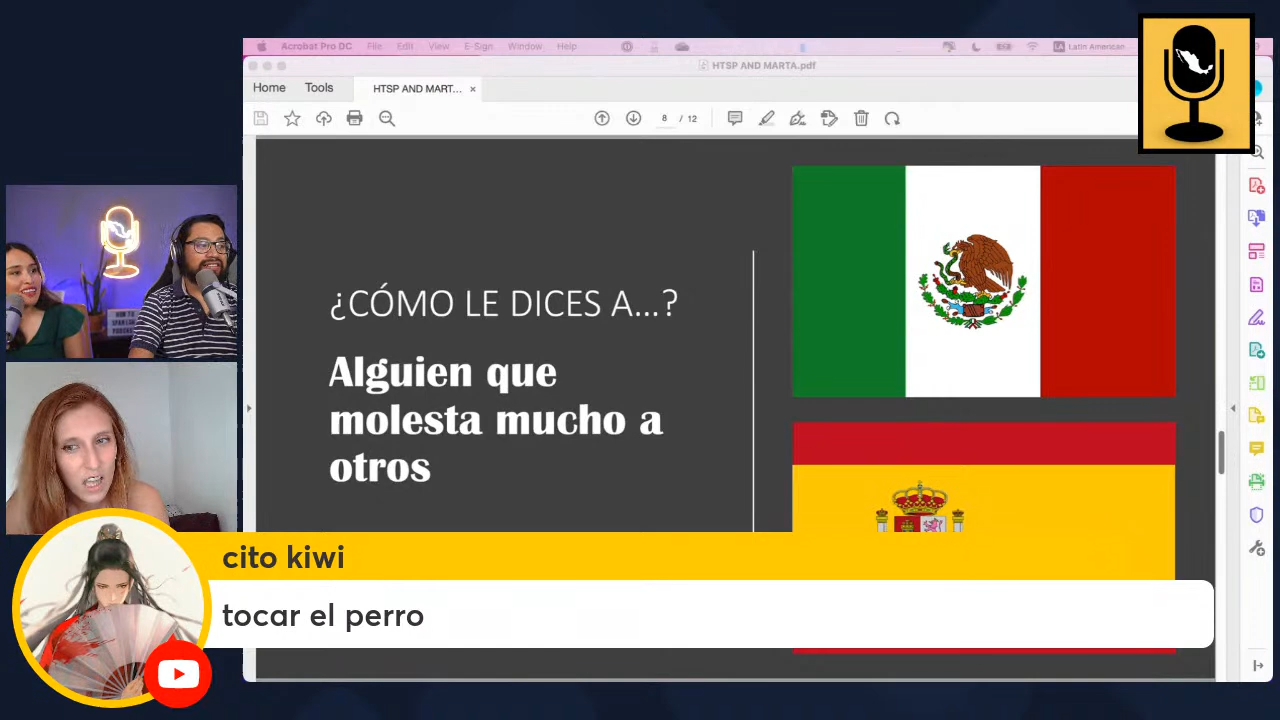 Acrobat Pro DC File Edit View E-Sign Window Help
Latin American
HTSP AND MARTA.pdf
Home Tools HTSP AND MART... ×
8 / 12
¿CÓMO LE DICES A...?
Alguien que
molesta mucho a
otros
cito kiwi
tocar el perro